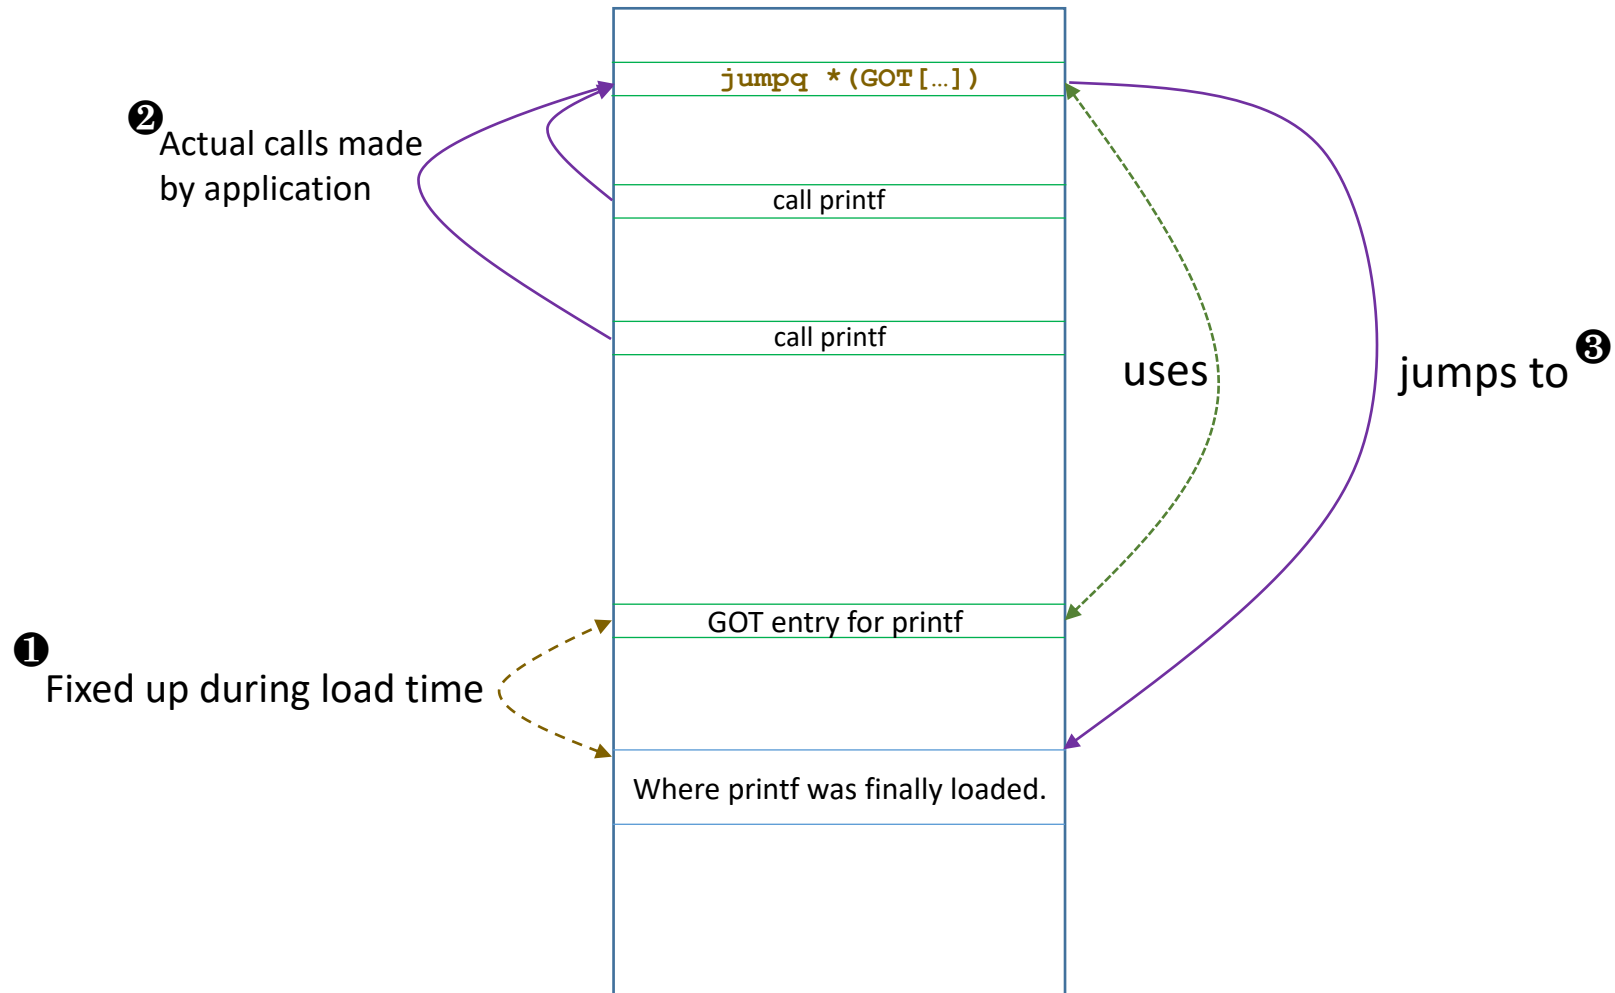 jumpq *(GOT[…])
❷
Actual calls made
by application
call printf
call printf
uses
jumps to ❸
GOT entry for printf
❶
Fixed up during load time
Where printf was finally loaded.